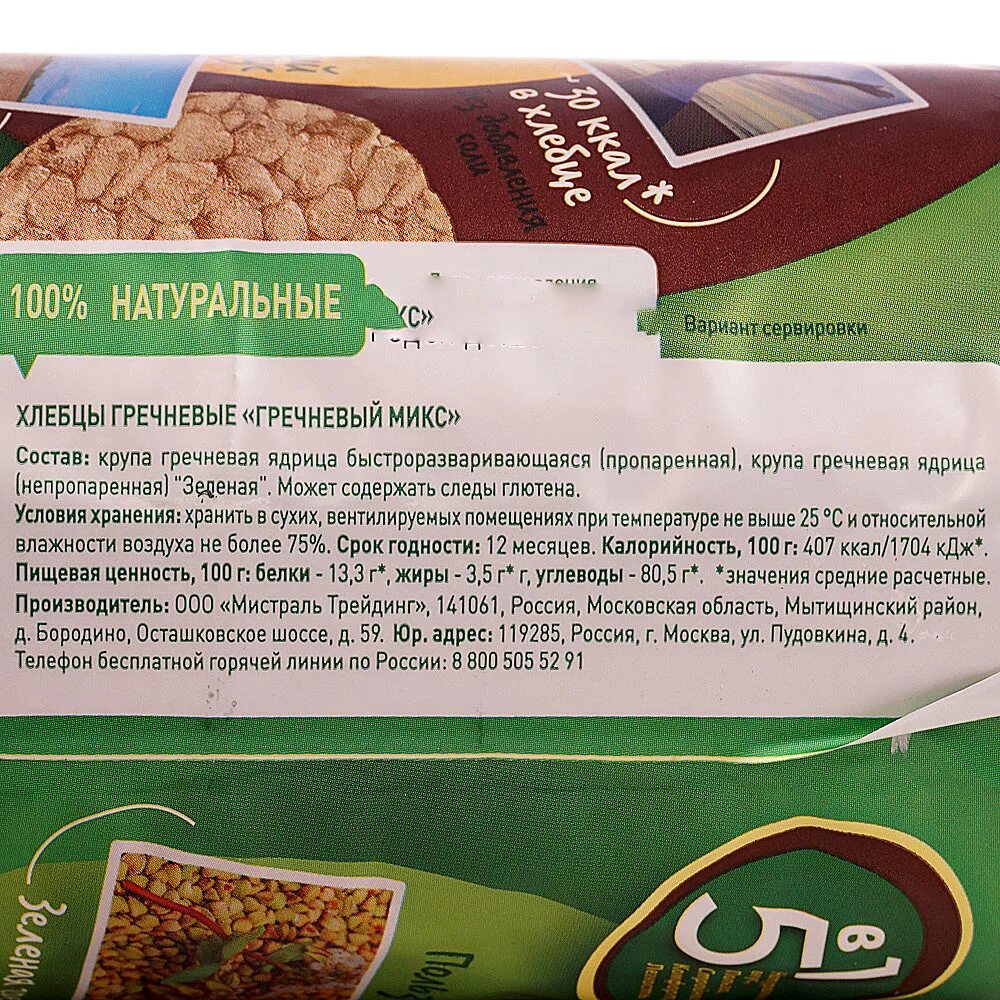 ~30 ккал*
в хлебце
добавления
соли
100% НАТУРАЛЬНЫЕ
Вариант сервировки
ХЛЕБЦЫ ГРЕЧНЕВЫЕ «ГРЕЧНЕВЫЙ МИКС»
Состав: крупа гречневая ядрица быстроразваривающаяся (пропаренная), крупа гречневая ядрица
(непропаренная) "Зеленая". Может содержать следы глютена.
Условия хранения: хранить в сухих, вентилируемых помещениях при температуре не выше 25 °С и относительной
влажности воздуха не более 75%. Срок годности: 12 месяцев. Калорийность, 100 г: 407 ккал/1704 кДж*.
Пищевая ценность, 100 г: белки - 13,3 г*, жиры - 3,5 г* г, углеводы - 80,5 г*. *значения средние расчетные.
Производитель: ООО «Мистраль Трейдинг», 141061, Россия, Московская область, Мытищинский район,
д. Бородино, Осташковское шоссе, д. 59. Юр. адрес: 119285, Россия, г. Москва, ул. Пудовкина, д. 4.
Телефон бесплатной горячей линии по России: 8 800 505 52 91
Зеленая
5 в 1